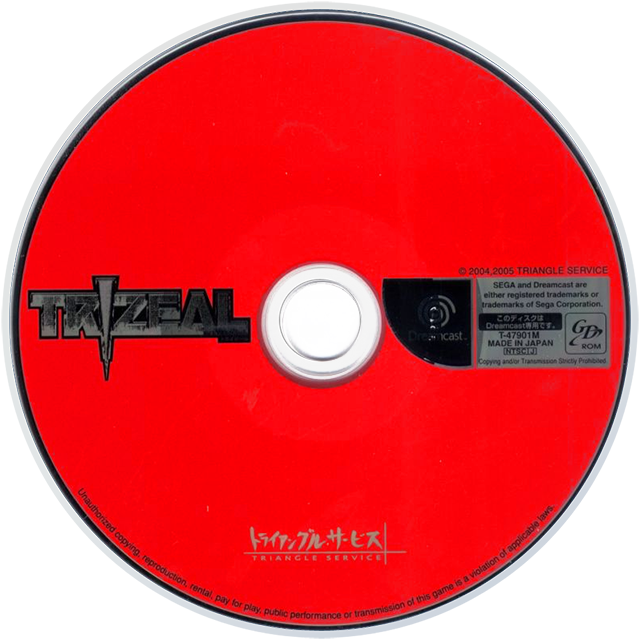 TRIZEAL
© 2004,2005 TRIANGLE SERVICE
Dreamcast
SEGA and Dreamcast are
either registered trademarks or
trademarks of Sega Corporation.
このディスクは
Dreamcast専用です。
T-47901M
MADE IN JAPAN
NTSC J
GD
ROM
Copying and/or Transmission Strictly Prohibited.
トライアングル・サービス
TRIANGLE SERVICE
Unauthorized copying, reproduction, rental, pay for play, public performance or transmission of this game is a violation of applicable laws.